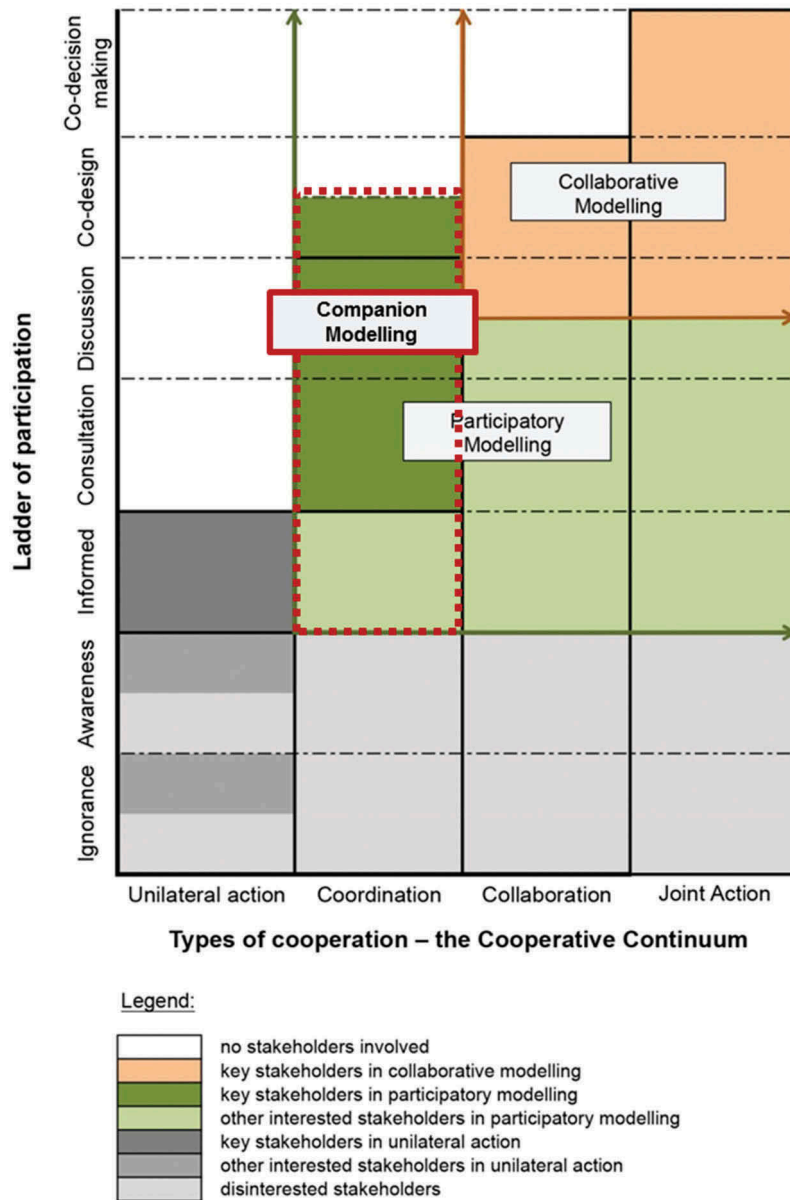 Ladder of participation
Co-decision
making
Co-design
Discussion
Consultation
Informed
Awareness
Ignorance
Collaborative
Modelling
Companion
Modelling
Participatory
Modelling
Unilateral action
Coordination
Collaboration
Joint Action
Types of cooperation – the Cooperative Continuum
Legend:
no stakeholders involved
key stakeholders in collaborative modelling
key stakeholders in participatory modelling
other interested stakeholders in participatory modelling
key stakeholders in unilateral action
other interested stakeholders in unilateral action
disinterested stakeholders